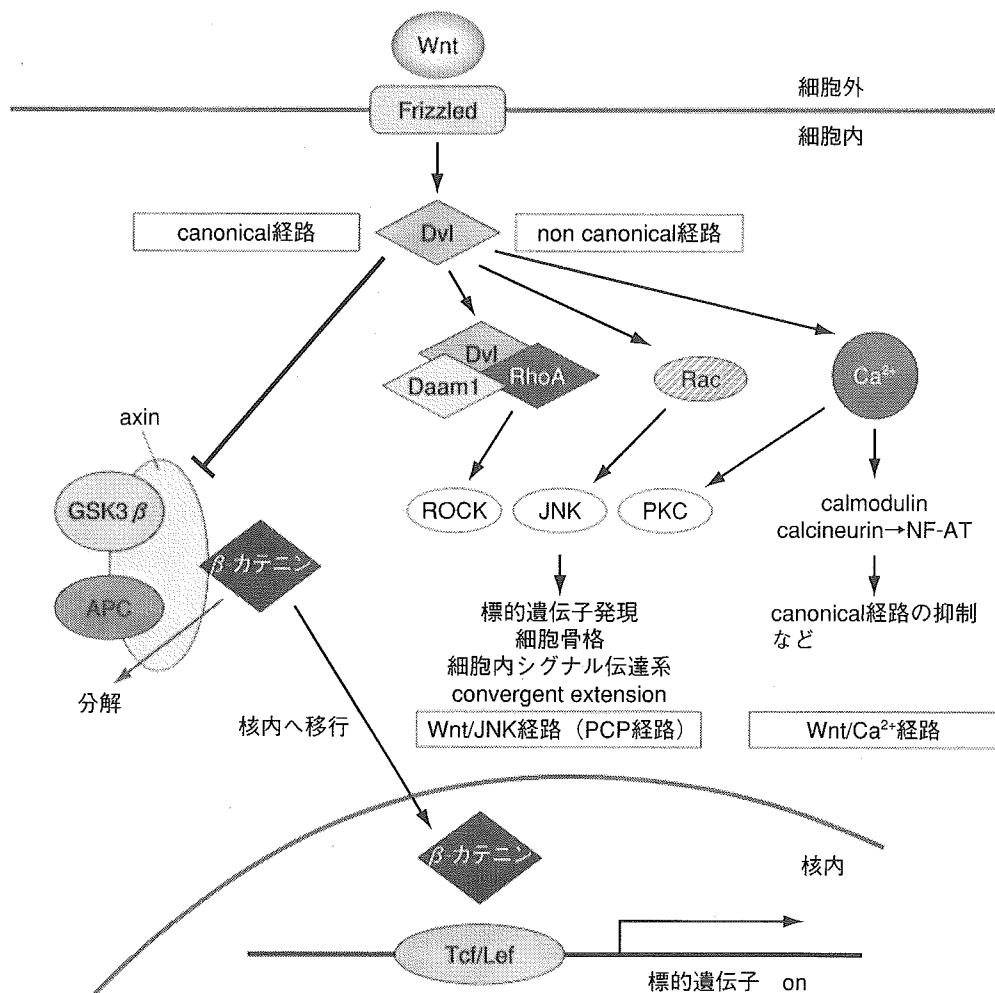 Wnt
Frizzled
細胞外
細胞内
canonical経路
Dvl
non canonical経路
Dvl
Daam1
RhoA
Rac
Ca²⁺
axin
GSK3β
APC
β-カテニン
分解
ROCK
JNK
PKC
calmodulin
calcineurin→NF-AT
標的遺伝子発現
細胞骨格
細胞内シグナル伝達系
convergent extension
canonical経路の抑制
など
Wnt/JNK経路（PCP経路）
Wnt/Ca²⁺経路
核内へ移行
β-カテニン
核内
Tcf/Lef
標的遺伝子 on